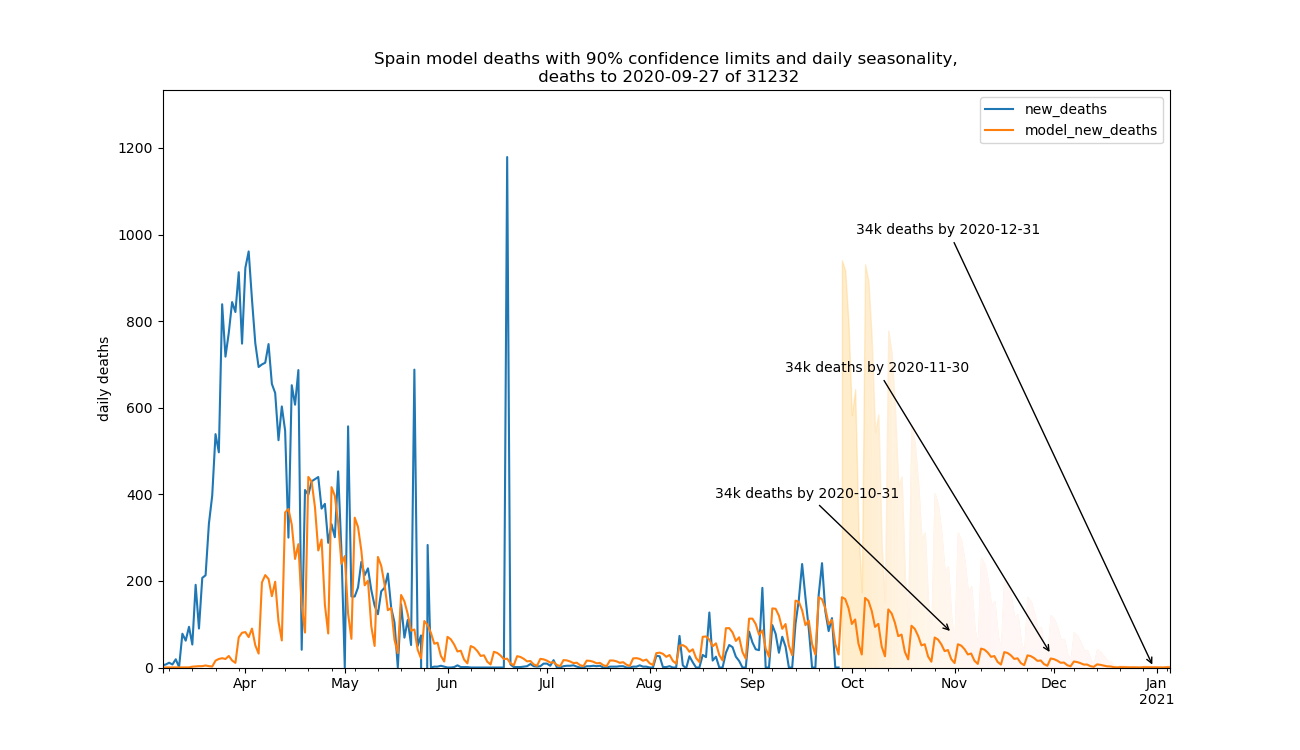 Spain model deaths with 90% confidence limits and daily seasonality,
deaths to 2020-09-27 of 31232
new_deaths
model_new_deaths
daily deaths
1200
1000
800
600
400
200
0
34k deaths by 2020-12-31
34k deaths by 2020-11-30
34k deaths by 2020-10-31
Apr May Jun Jul Aug Sep Oct Nov Dec Jan
2021